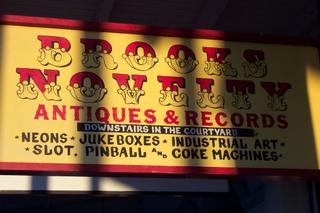 BROOKS
NOVELTY
ANTIQUES & RECORDS
DOWNSTAIRS IN THE COURTYARD
★ NEONS ★ JUKEBOXES ★ INDUSTRIAL ART ★
★ SLOT, PINBALL AND COKE MACHINES ★